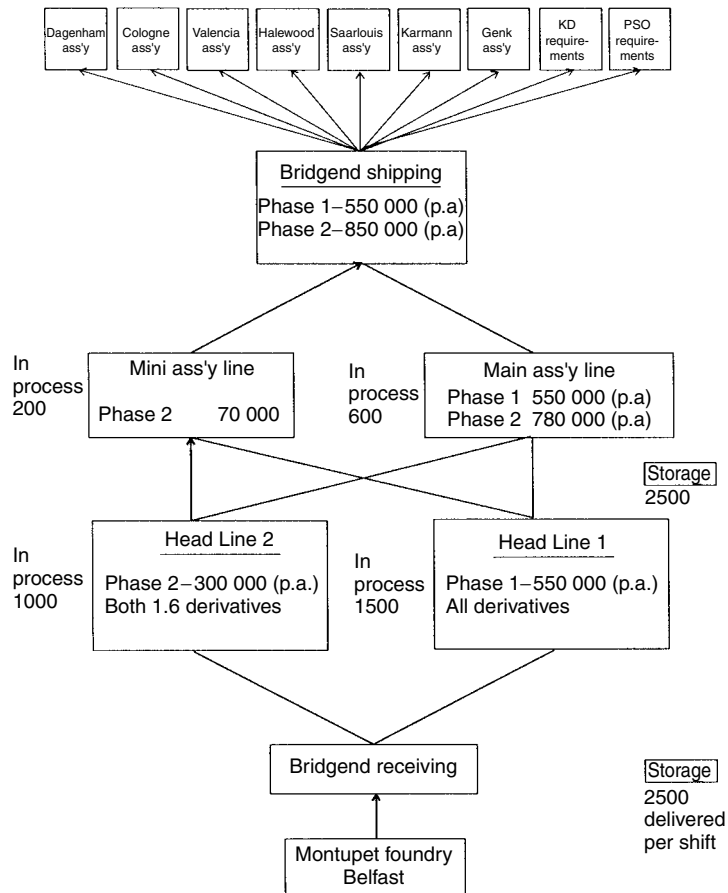 Dagenham
ass'y
Cologne
ass'y
Valencia
ass'y
Halewood
ass'y
Saarlouis
ass'y
Karmann
ass'y
Genk
ass'y
KD
require-
ments
PSO
require-
ments
Bridgend shipping
Phase 1–550 000 (p.a)
Phase 2–850 000 (p.a)
In
process
200
Mini ass'y line
Phase 2 70 000
In
process
600
Main ass'y line
Phase 1 550 000 (p.a)
Phase 2 780 000 (p.a)
Storage
2500
In
process
1000
Head Line 2
Phase 2–300 000 (p.a.)
Both 1.6 derivatives
In
process
1500
Head Line 1
Phase 1–550 000 (p.a.)
All derivatives
Bridgend receiving
Storage
2500
delivered
per shift
Montupet foundry
Belfast